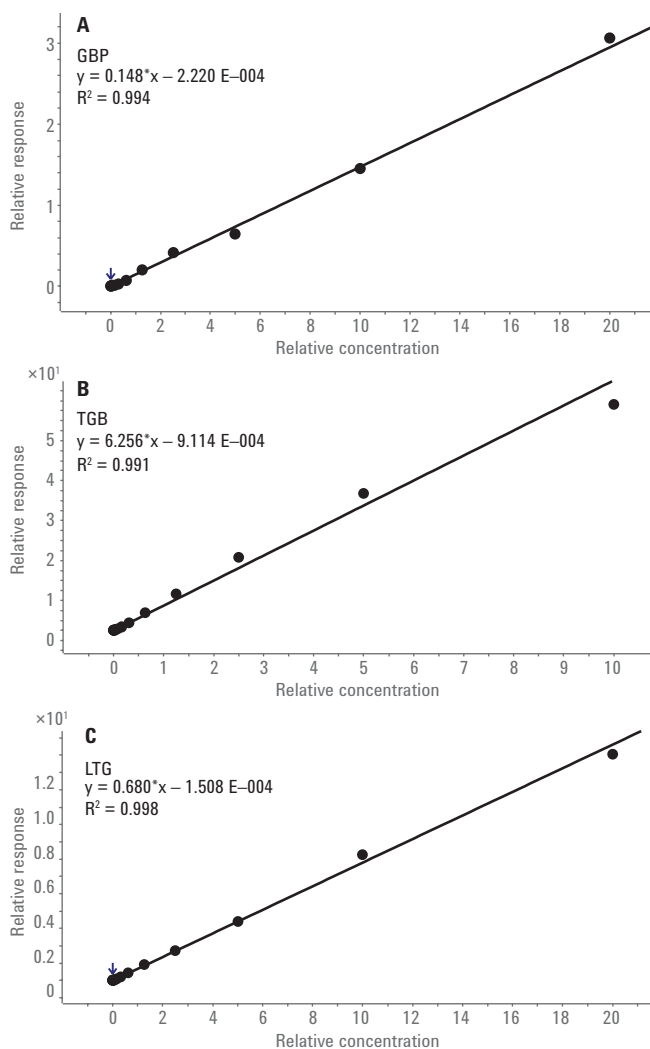 A
GBP
y = 0.148*x – 2.220 E–004
R² = 0.994
Relative response
3
2
1
0
0 2 4 6 8 10 12 14 16 18 20
Relative concentration
×10¹
B
TGB
y = 6.256*x – 9.114 E–004
R² = 0.991
Relative response
5
4
3
2
1
0
0 1 2 3 4 5 3 4 5 6 7 8 9 10
Relative concentration
×10¹
C
LTG
y = 0.680*x – 1.508 E–004
R² = 0.998
Relative response
1.2
1.0
0.8
0.6
0.4
0.2
0
0 2 4 6 8 10 12 14 16 18 20
Relative concentration